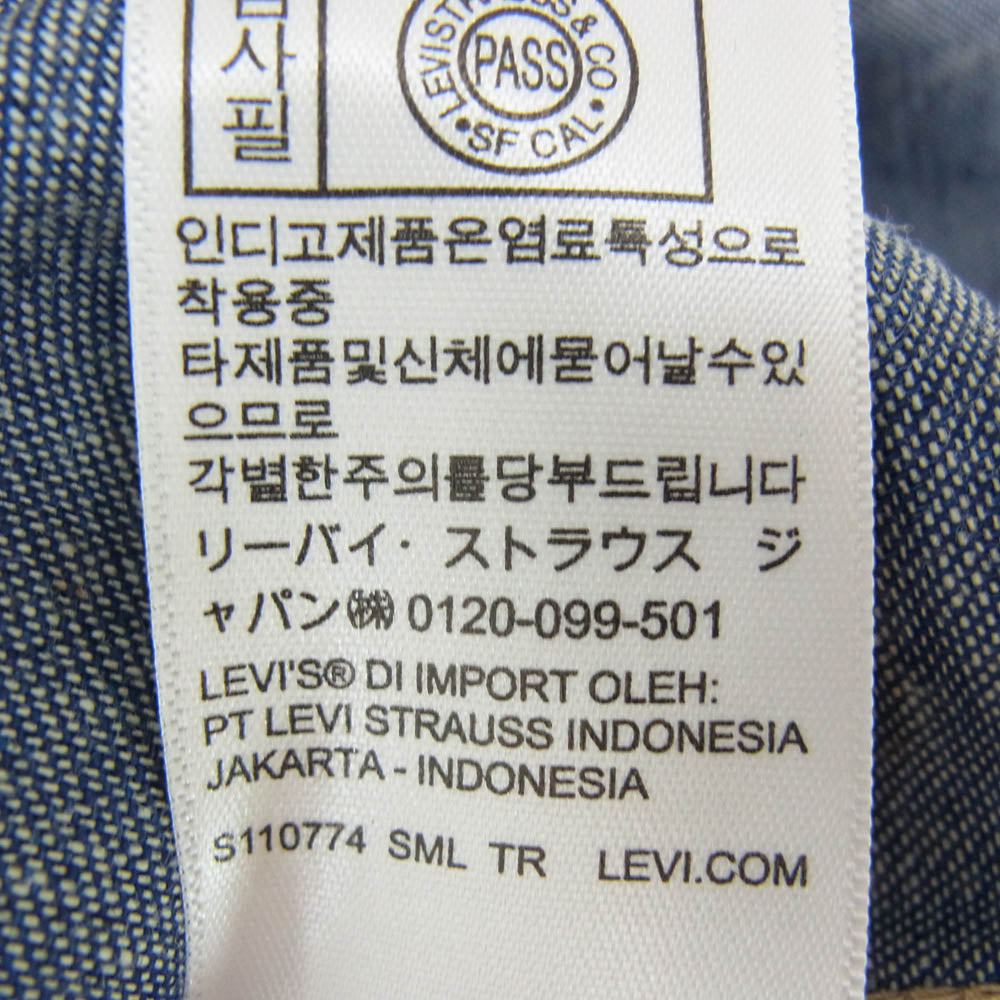 사
필
LEVI STRAUSS & CO
PASS
SF CAL
인디고제품은염료특성으로
착용중
타제품및신체에묻어날수있
으므로
각별한주의를당부드립니다
リーバイ・ストラウス ジ
ャパン㈱ 0120-099-501
LEVI'S® DI IMPORT OLEH:
PT LEVI STRAUSS INDONESIA
JAKARTA - INDONESIA
S110774 SML TR LEVI.COM